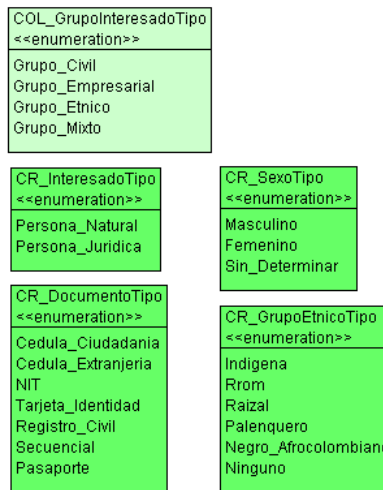 COL_GrupoInteresadoTipo
<<enumeration>>
Grupo_Civil
Grupo_Empresarial
Grupo_Etnico
Grupo_Mixto
CR_InteresadoTipo
<<enumeration>>
Persona_Natural
Persona_Juridica
CR_SexoTipo
<<enumeration>>
Masculino
Femenino
Sin_Determinar
CR_DocumentoTipo
<<enumeration>>
Cedula_Ciudadania
Cedula_Extranjeria
NIT
Tarjeta_Identidad
Registro_Civil
Secuencial
Pasaporte
CR_GrupoEtnicoTipo
<<enumeration>>
Indigena
Rrom
Raizal
Palenquero
Negro_Afrocolombiano
Ninguno